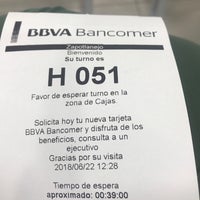 BBVA Bancomer
Zapotlanejo
Bienvenido
Su turno es
H 051
Favor de esperar turno en la
zona de Cajas.
Solicita hoy tu nueva tarjeta
BBVA Bancomer y disfruta de los
beneficios, consulta a un
ejecutivo
Gracias por su visita
2018/06/22 12:28
Tiempo de espera
aproximado: 00:39:00